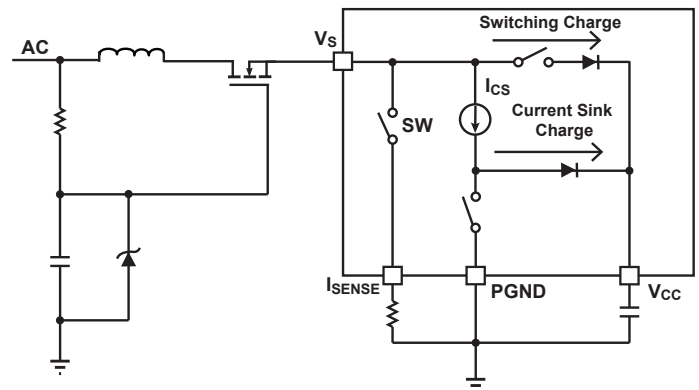 Switching Charge
AC
VS
ICS
SW
Current Sink
Charge
ISENSE
PGND
VCC